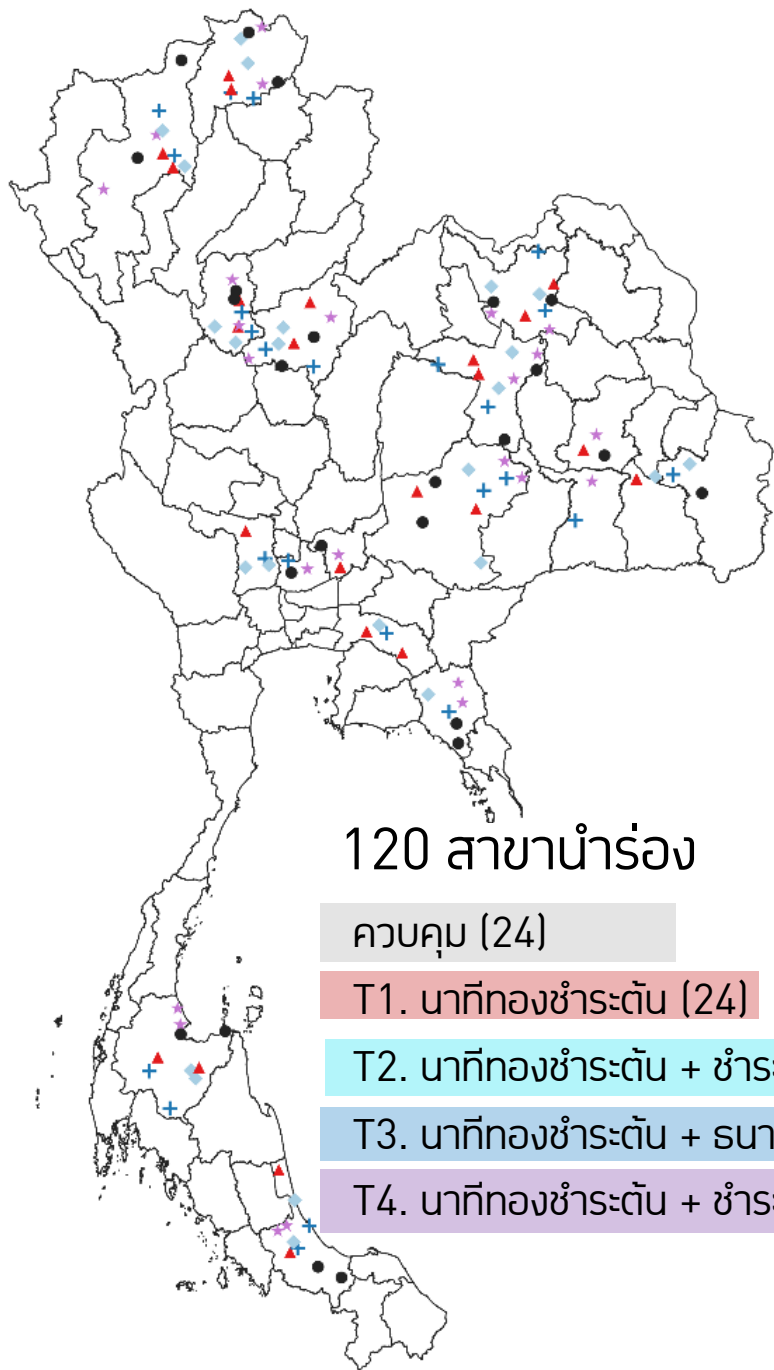 120 สาขานำร่อง
ควบคุม (24)
T1. นาทีทองชำระต้น (24)
T2. นาทีทองชำระต้น + ชำระ
T3. นาทีทองชำระต้น + ธนา
T4. นาทีทองชำระต้น + ชำระ